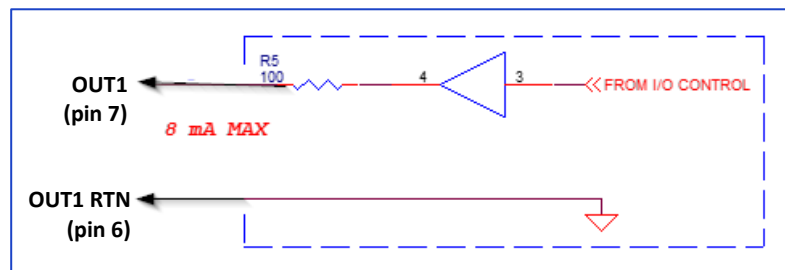 R5
100
OUT1
(pin 7)
4
3
FROM I/O CONTROL
8 mA MAX
OUT1 RTN
(pin 6)